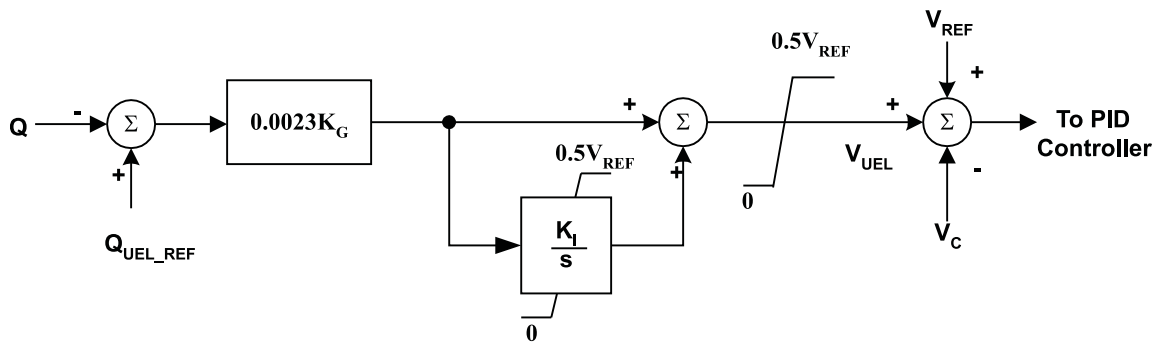 V_REF
0.5V_REF
+
-
Σ
0.0023K_G
+
Σ
+
Σ
To PID
Controller
Q
+
0.5V_REF
+
V_UEL
-
0
Q_UEL_REF
K_I
s
V_C
0